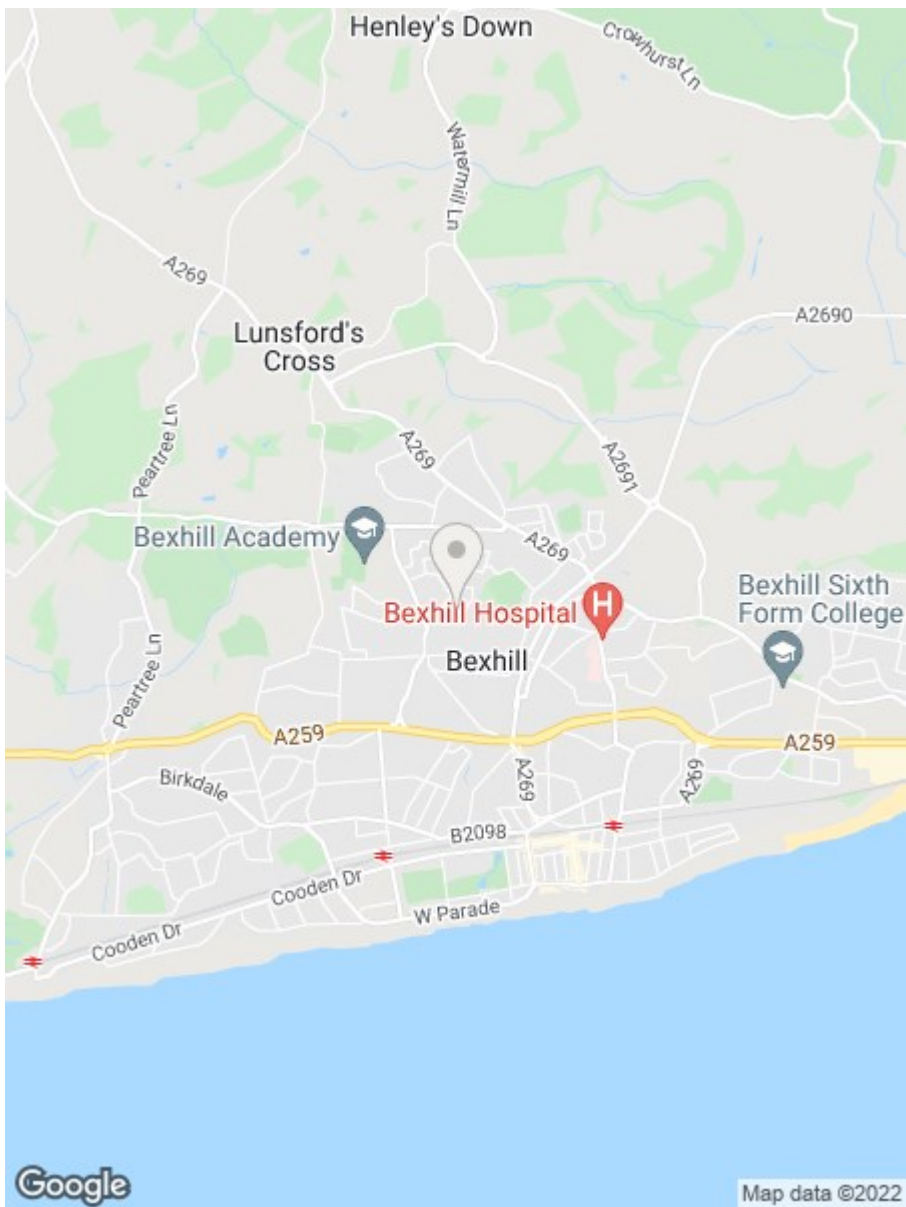 Henley's Down
Crowhurst Ln
Watermill Ln
A269
A2690
Lunsford's
Cross
Peartree Ln
A269
A2691
Bexhill Academy
A269
Bexhill Hospital
H
Bexhill Sixth
Form College
Bexhill
Peartree Ln
A259
A259
Birkdale
A269
A269
B2098
Cooden Dr
W Parade
Cooden Dr
Google
Map data ©2022